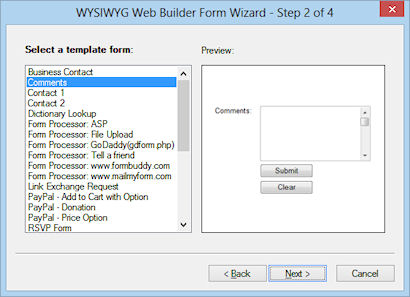 WYSIWYG Web Builder Form Wizard - Step 2 of 4
Select a template form:
Preview:
Business Contact
Comments
Contact 1
Contact 2
Dictionary Lookup
Form Processor: ASP
Form Processor: File Upload
Form Processor: GoDaddy(gdform.php)
Form Processor: Tell a friend
Form Processor: www.formbuddy.com
Form Processor: www.mailmyform.com
Link Exchange Request
PayPal - Add to Cart with Option
PayPal - Donation
PayPal - Price Option
RSVP Form
Comments:
Submit
Clear
< Back
Next >
Cancel